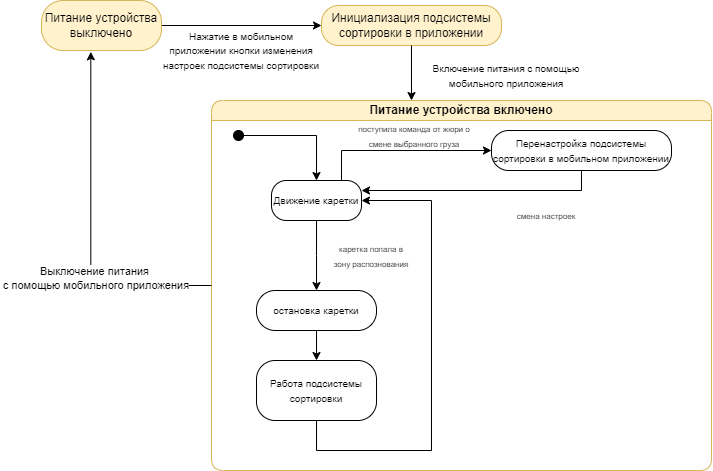 Питание устройства
выключено
Нажатие в мобильном
приложении кнопки изменения
настроек подсистемы сортировки
Инициализация подсистемы
сортировки в приложении
Включение питания с помощью
мобильного приложения
Питание устройства включено
поступила команда от жюри о
смене выбранного груза
Перенастройка подсистемы
сортировки в мобильном приложении
Движение каретки
смена настроек
каретка попала в
зону распознования
Выключение питания
с помощью мобильного приложения
остановка каретки
Работа подсистемы
сортировки